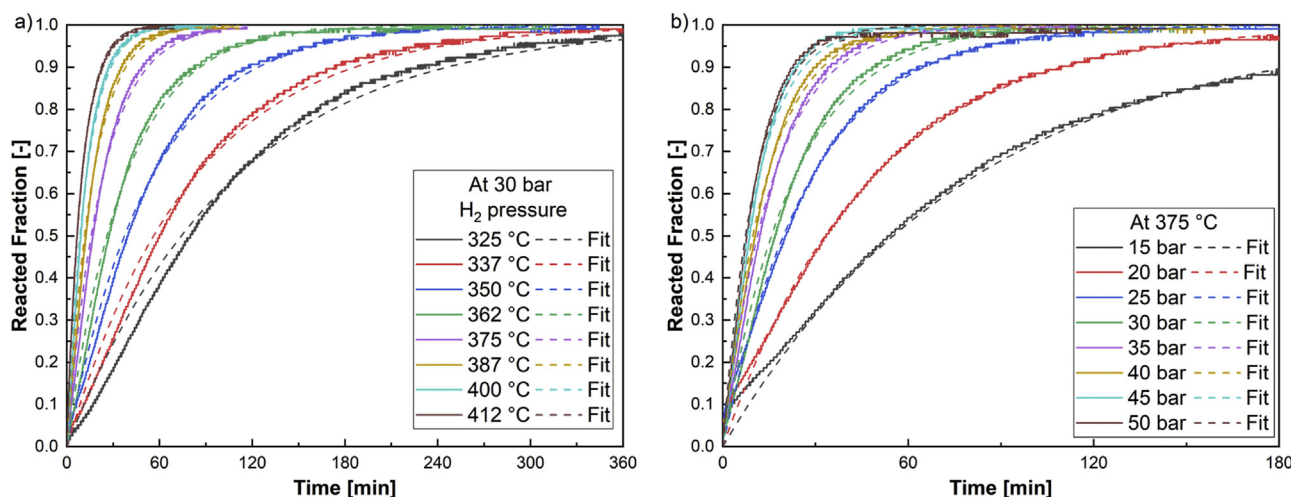 a)
1.0
0.9
0.8
0.7
0.6
0.5
0.4
0.3
0.2
0.1
0.0
Reacted Fraction [-]
0 60 120 180 240 300 360
Time [min]
At 30 bar
H₂ pressure
325 °C Fit
337 °C Fit
350 °C Fit
362 °C Fit
375 °C Fit
387 °C Fit
400 °C Fit
412 °C Fit
b)
1.0
0.9
0.8
0.7
0.6
0.5
0.4
0.3
0.2
0.1
0.0
Reacted Fraction [-]
0 60 120 180
Time [min]
At 375 °C
15 bar Fit
20 bar Fit
25 bar Fit
30 bar Fit
35 bar Fit
40 bar Fit
45 bar Fit
50 bar Fit